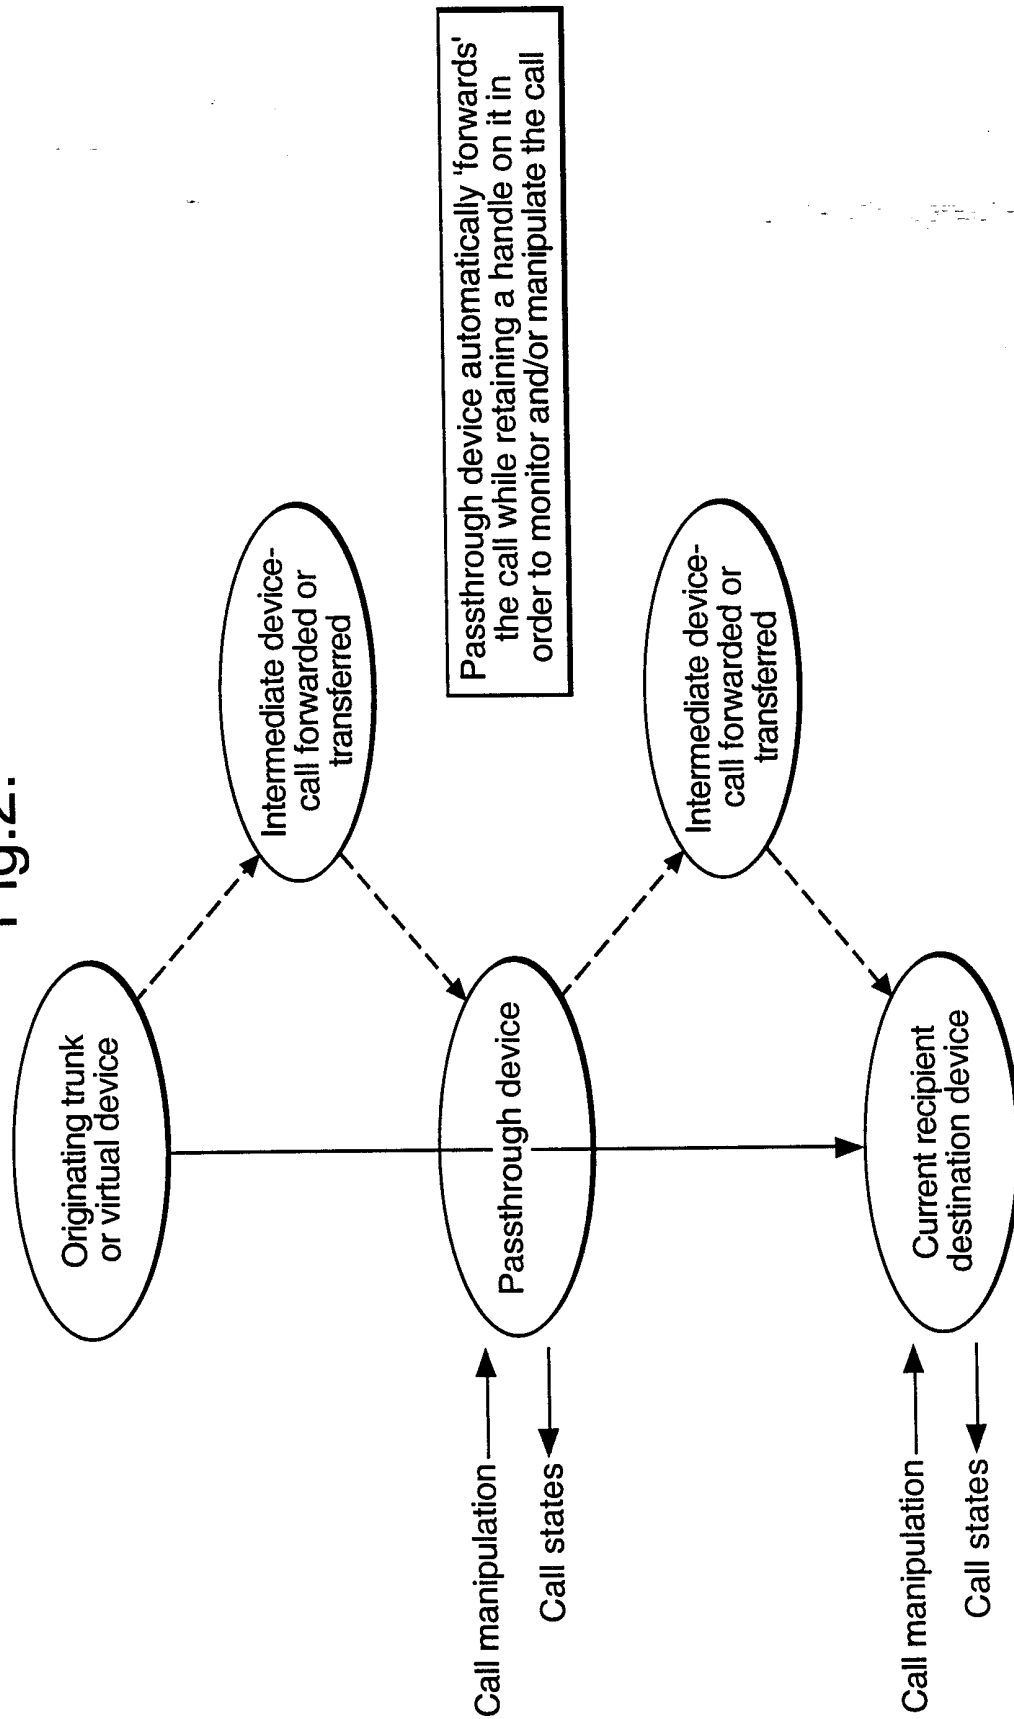 Fig.2.
Originating trunk
or virtual device
Intermediate device-
call forwarded or
transferred
Passthrough device automatically 'forwards'
the call while retaining a handle on it in
order to monitor and/or manipulate the call
Call manipulation
Call states
Passthrough device
Intermediate device-
call forwarded or
transferred
Call manipulation
Call states
Current recipient
destination device